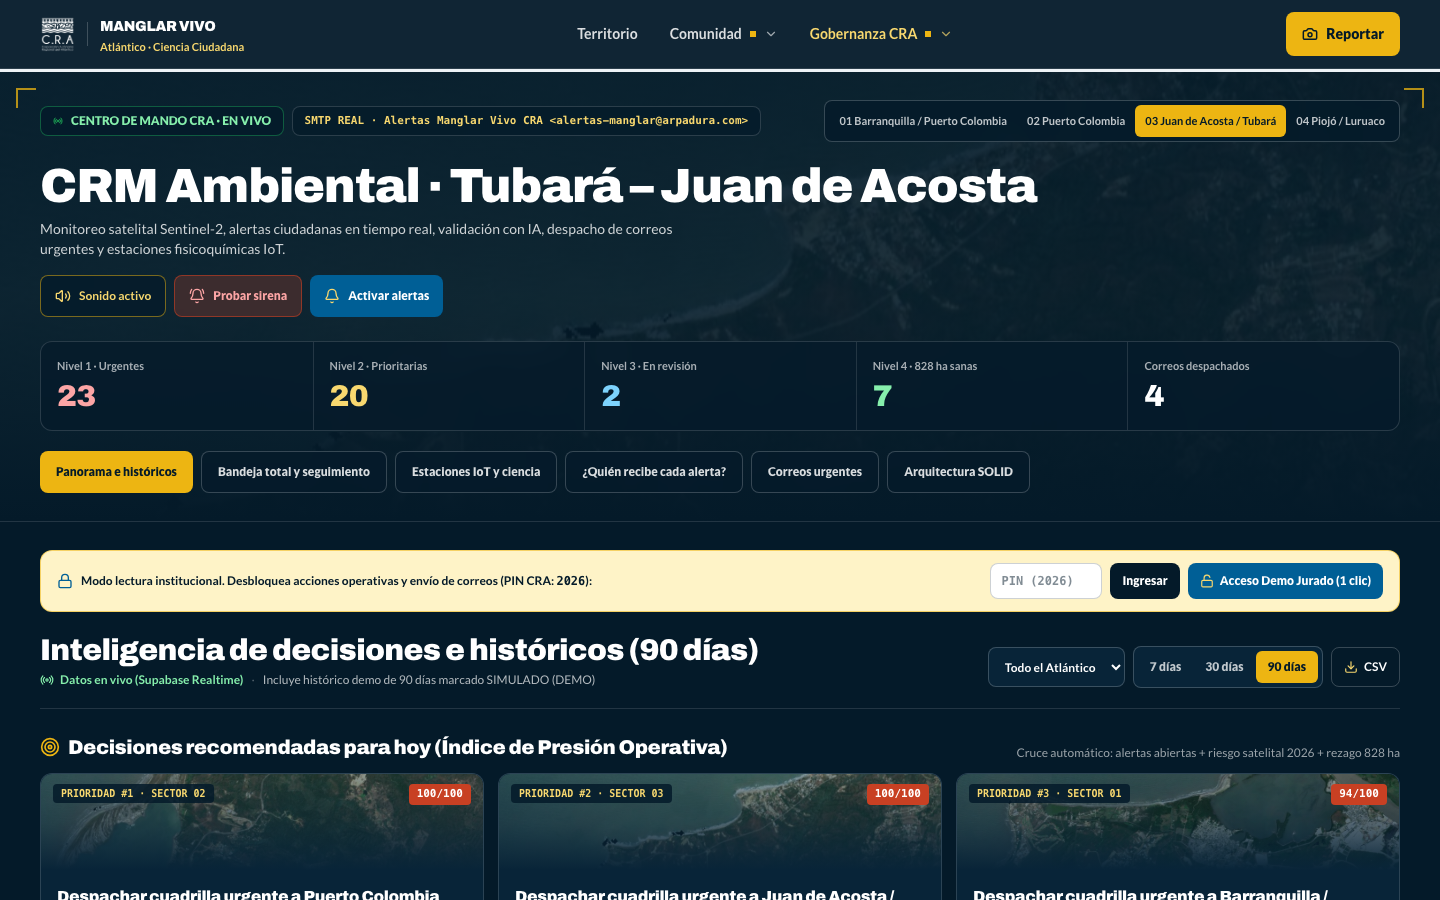 C.R.A
MANGLAR VIVO
Atlántico · Ciencia Ciudadana
Territorio
Comunidad
Gobernanza CRA
Reportar
CENTRO DE MANDO CRA · EN VIVO
SMTP REAL · Alertas Manglar Vivo CRA <alertas-manglar@arpadura.com>
01 Barranquilla / Puerto Colombia
02 Puerto Colombia
03 Juan de Acosta / Tubará
04 Piojó / Luruaco
CRM Ambiental · Tubará – Juan de Acosta
Monitoreo satelital Sentinel-2, alertas ciudadanas en tiempo real, validación con IA, despacho de correos
urgentes y estaciones fisicoquímicas IoT.
Sonido activo
Probar sirena
Activar alertas
Nivel 1 · Urgentes
23
Nivel 2 · Prioritarias
20
Nivel 3 · En revisión
2
Nivel 4 · 828 ha sanas
7
Correos despachados
4
Panorama e históricos
Bandeja total y seguimiento
Estaciones IoT y ciencia
¿Quién recibe cada alerta?
Correos urgentes
Arquitectura SOLID
Modo lectura institucional. Desbloquea acciones operativas y envío de correos (PIN CRA: 2026):
PIN (2026)
Ingresar
Acceso Demo Jurado (1 clic)
Inteligencia de decisiones e históricos (90 días)
Datos en vivo (Supabase Realtime) · Incluye histórico demo de 90 días marcado SIMULADO (DEMO)
Todo el Atlántico
7 días
30 días
90 días
CSV
Decisiones recomendadas para hoy (Índice de Presión Operativa)
Cruce automático: alertas abiertas + riesgo satelital 2026 + rezago 828 ha
PRIORIDAD #1 · SECTOR 02
100/100
Despachar cuadrilla urgente a Puerto Colombia
PRIORIDAD #2 · SECTOR 03
100/100
Despachar cuadrilla urgente a Juan de Acosta /
PRIORIDAD #3 · SECTOR 01
94/100
Despachar cuadrilla urgente a Barranquilla /